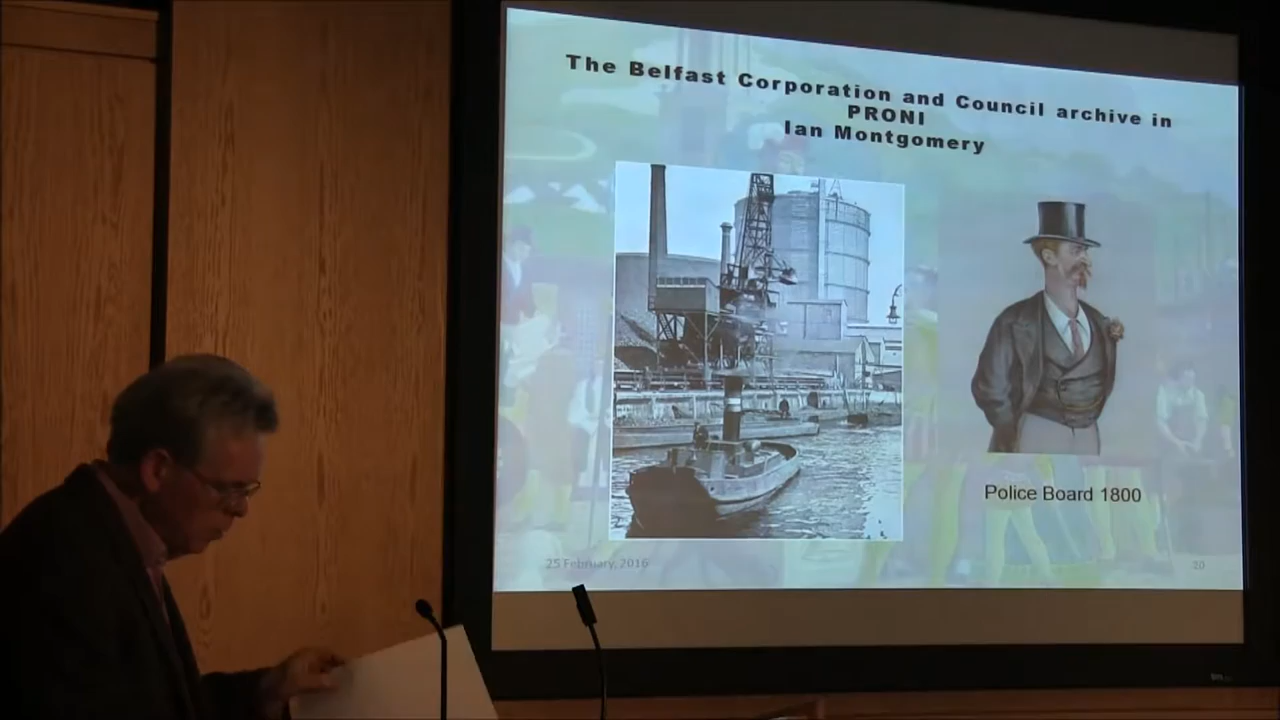 The Belfast Corporation and Council archive in
PRONI
Ian Montgomery
Police Board 1800
25 February, 2016
20